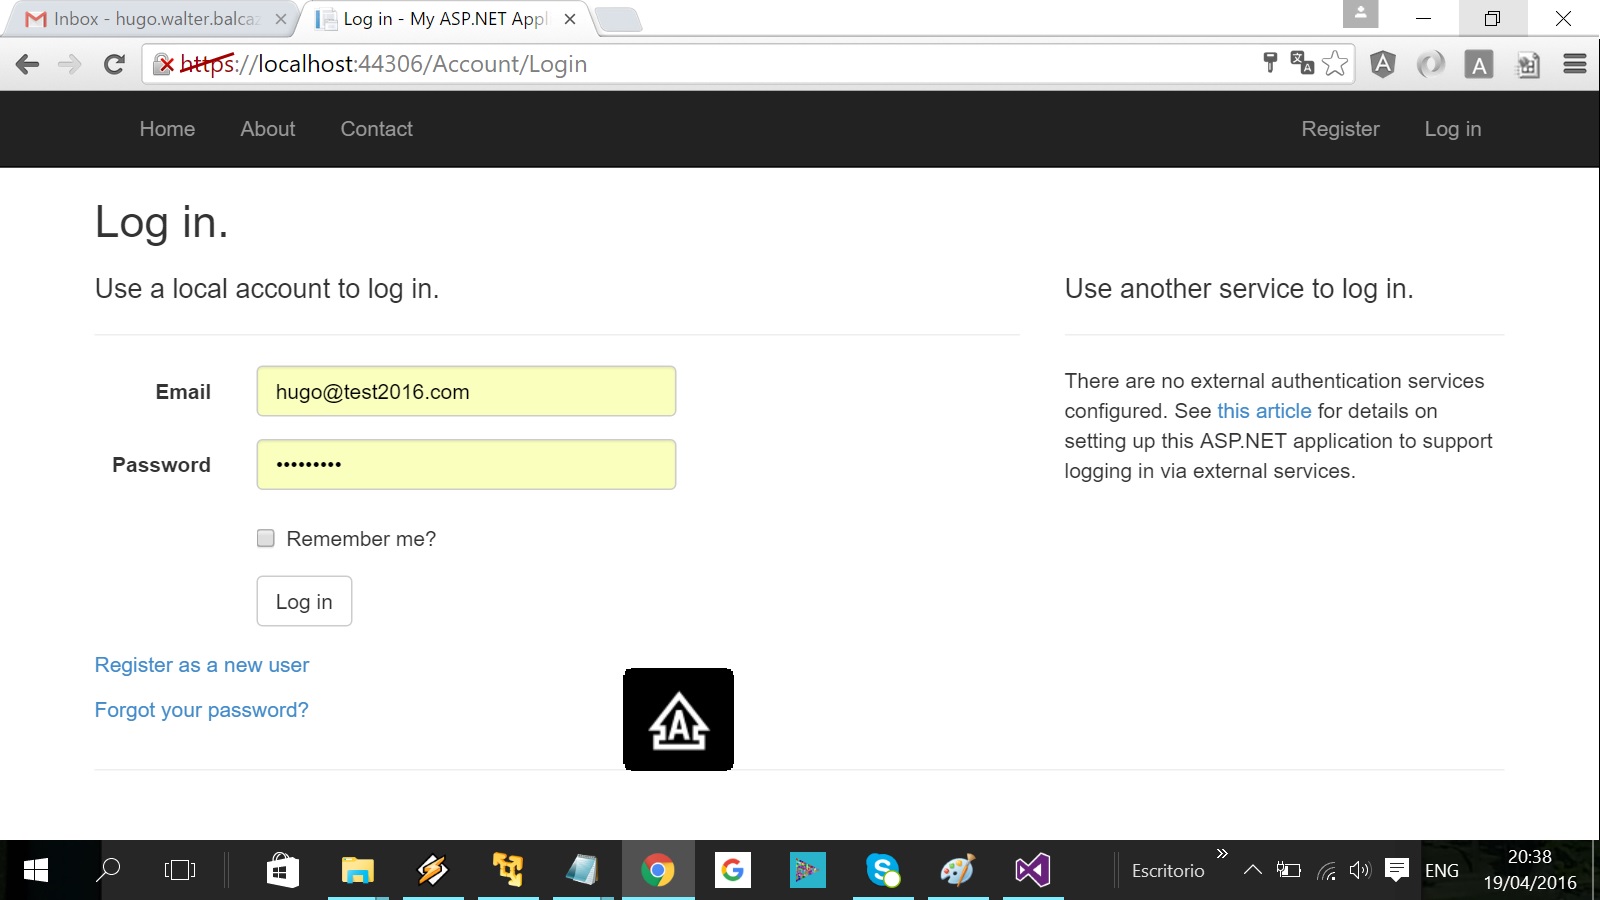 Inbox - hugo.walter.balcaz
Log in - My ASP.NET Appl
https://localhost:44306/Account/Login
Home About Contact Register Log in
Log in.
Use a local account to log in.
Use another service to log in.
Email
hugo@test2016.com
Password
•••••••••
Remember me?
Log in
Register as a new user
Forgot your password?
There are no external authentication services
configured. See this article for details on
setting up this ASP.NET application to support
logging in via external services.
A
Escritorio
ENG
20:38
19/04/2016